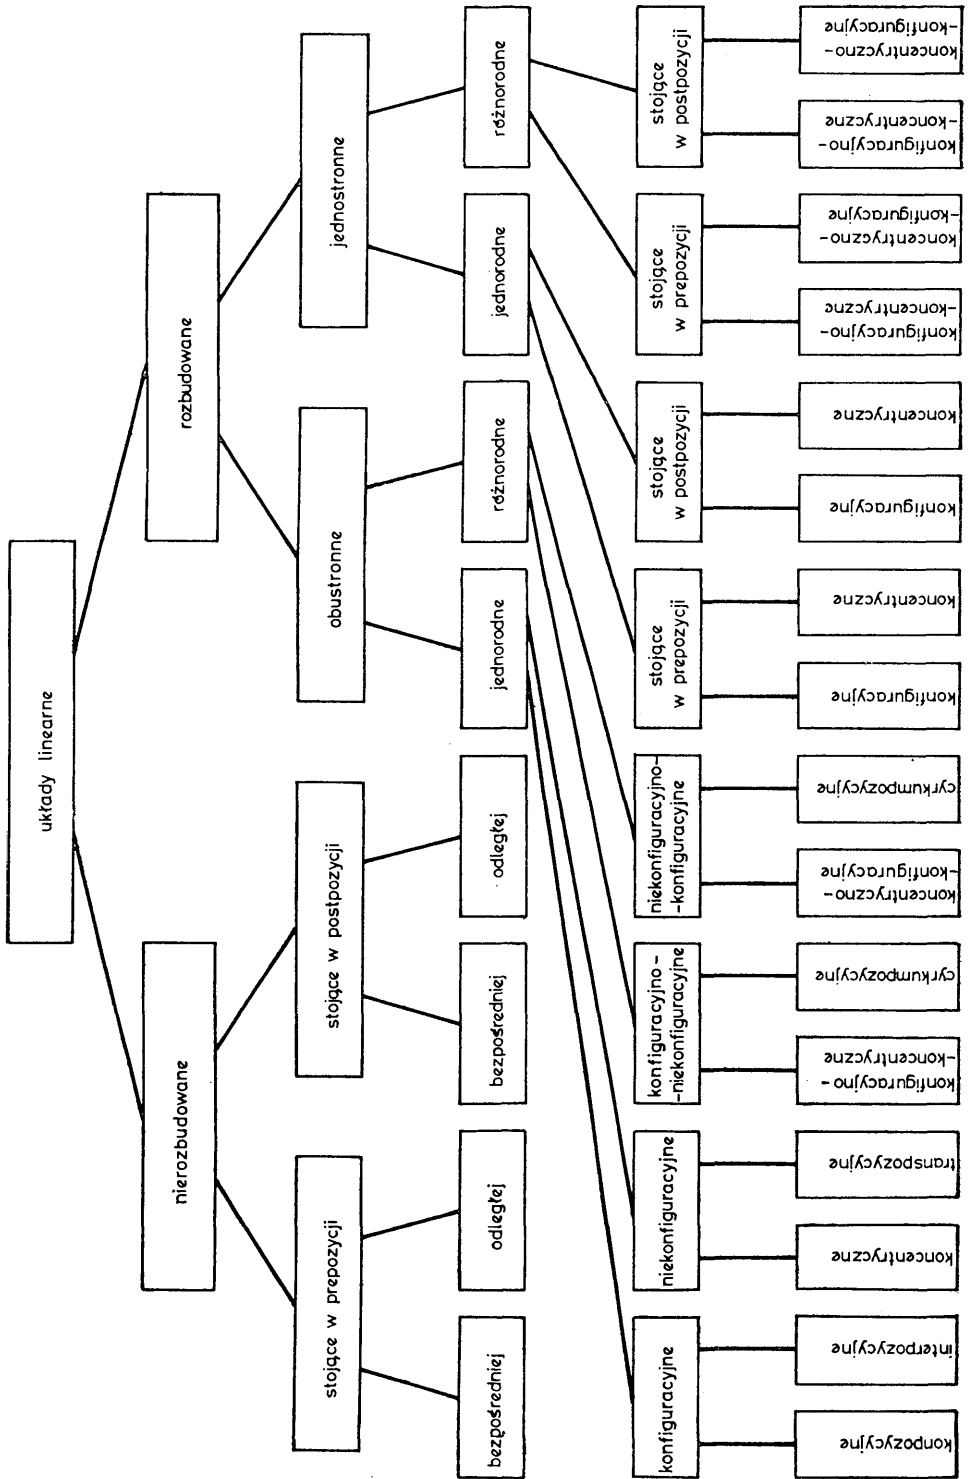 układy linearne
nierozbudowane
rozbudowane
stojące w prepozycji
stojące w postpozycji
obustronne
jednostronne
bezpośredniej
odległej
bezpośredniej
odległej
jednorodne
różnorodne
jednorodne
różnorodne
konfiguracyjne
niekonfiguracyjne
konfiguracyjno-
-niekonfiguracyjne
niekonfiguracyjno-
-konfiguracyjne
stojące
w prepozycji
stojące
w postpozycji
stojące
w prepozycji
stojące
w postpozycji
konpozycyjne
interpozycyjne
koncentryczne
transpozycyjne
konfiguracyjno-
-koncentryczne
cyrkumpozycyjne
koncentryczno-
-konfiguracyjne
cyrkumpozycyjne
konfiguracyjne
koncentryczne
konfiguracyjne
koncentryczne
konfiguracyjno-
-koncentryczne
koncentryczno-
-konfiguracyjne
konfiguracyjno-
-koncentryczne
koncentryczno-
-konfiguracyjne